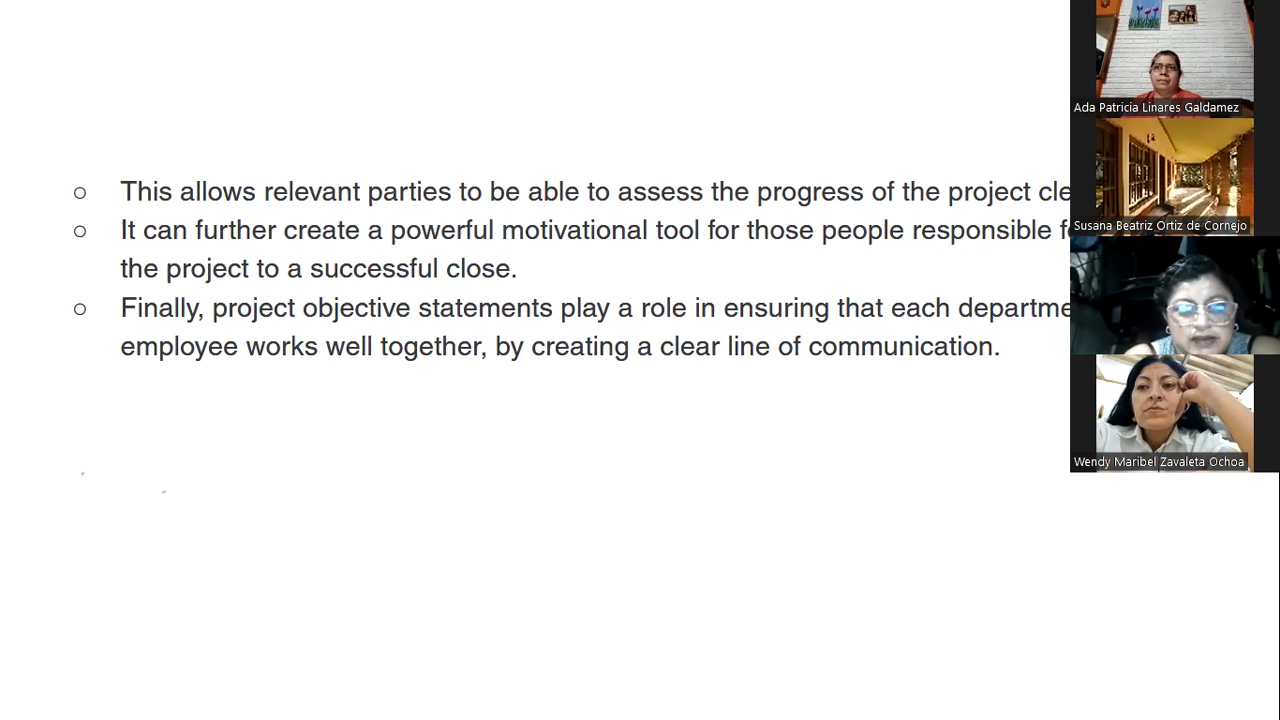 This allows relevant parties to be able to assess the progress of the project
It can further create a powerful motivational tool for those people responsible
the project to a successful close.
Finally, project objective statements play a role in ensuring that each
employee works well together, by creating a clear line of communication.
Ada Patricia Linares Galdamez
Susana Beatriz Ortiz de Cornejo
Wendy Maribel Zavaleta Ochoa